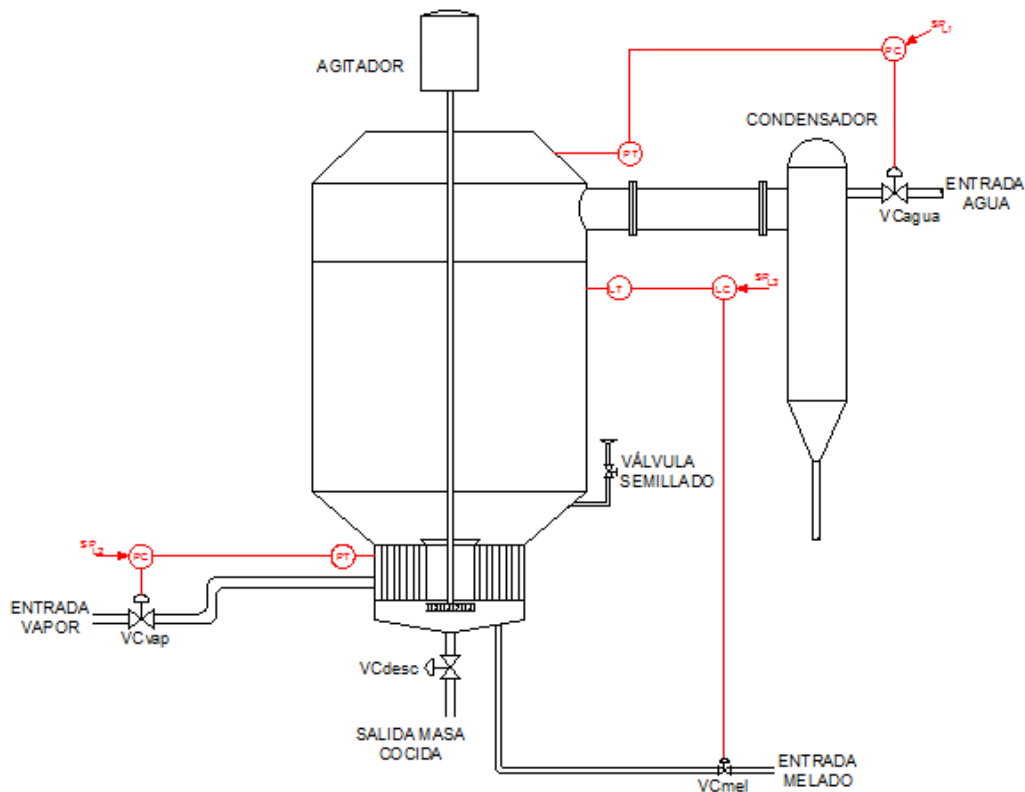 SP L1
PC
AGITADOR
CONDENSADOR
PT
ENTRADA
AGUA
VCagua
LT
LC
SP L3
VÁLVULA
SEMILLADO
SP L2
PC
PT
ENTRADA
VAPOR
VCvap
VCdesc
SALIDA MASA
COCIDA
ENTRADA
MELADO
VCmel